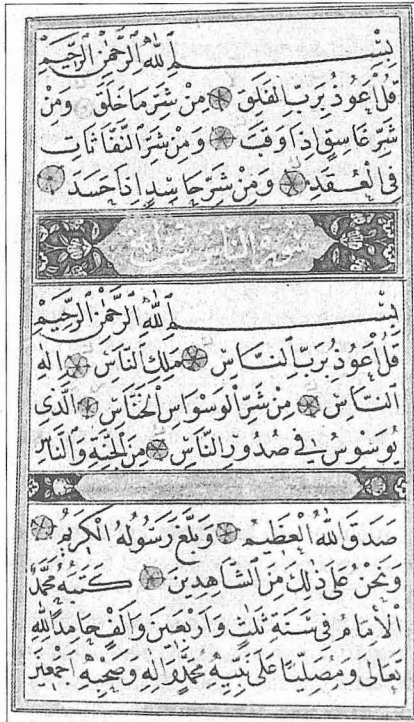 بِسْمِ اللّٰهِ الرَّحْمٰنِ الرَّحِيمِ
قُلْ اَعُوذُ بِرَبِّ الْفَلَقِ مِنْ شَرِّ مَا خَلَقَ وَمِنْ
شَرِّ غَاسِقٍ اِذَا وَقَبَ وَمِنْ شَرِّ النَّفَّاثَاتِ
فِي الْعُقَدِ وَمِنْ شَرِّ حَاسِدٍ اِذَا حَسَدَ
سورة الناس ست ايات
بِسْمِ اللّٰهِ الرَّحْمٰنِ الرَّحِيمِ
قُلْ اَعُوذُ بِرَبِّ النَّاسِ مَلِكِ النَّاسِ اِلٰهِ
النَّاسِ مِنْ شَرِّ الْوَسْوَاسِ الْخَنَّاسِ الَّذِي
يُوَسْوِسُ فِي صُدُورِ النَّاسِ مِنَ الْجِنَّةِ وَالنَّاسِ
صَدَقَ اللّٰهُ الْعَظِيمُ وَبَلَّغَ رَسُولُهُ الْكَرِيمُ
وَنَحْنُ عَلٰى ذٰلِكَ مِنَ الشَّاهِدِينَ كَتَبَهُ مُحَمَّدٌ
الْاِمَامُ فِي سَنَةِ ثَلٰثٍ وَاَرْبَعِينَ وَاَلْفٍ حَامِدًا لِلّٰهِ
تَعَالٰى وَمُصَلِّيًا عَلٰى نَبِيِّهِ مُحَمَّدٍ وَاٰلِهِ وَصَحْبِهِ اَجْمَعِينَ